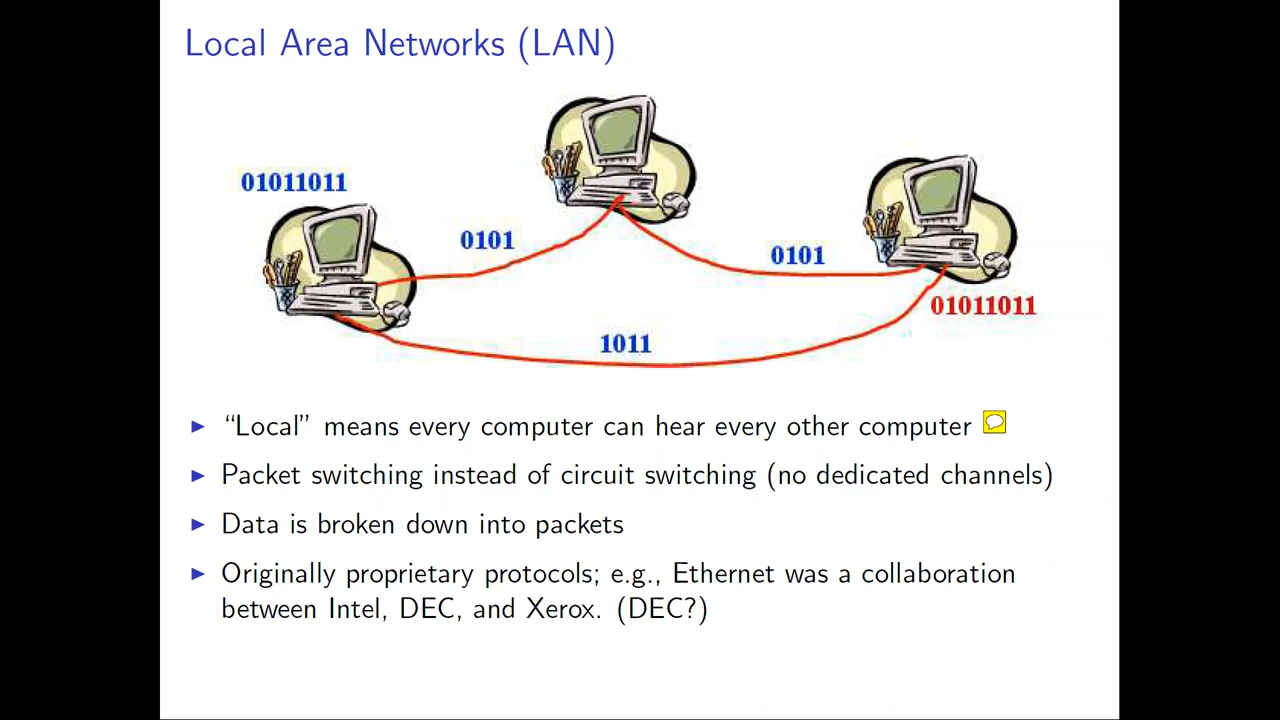 Local Area Networks (LAN)
01011011
0101
0101
01011011
1011
“Local” means every computer can hear every other computer
Packet switching instead of circuit switching (no dedicated channels)
Data is broken down into packets
Originally proprietary protocols; e.g., Ethernet was a collaboration
between Intel, DEC, and Xerox. (DEC?)